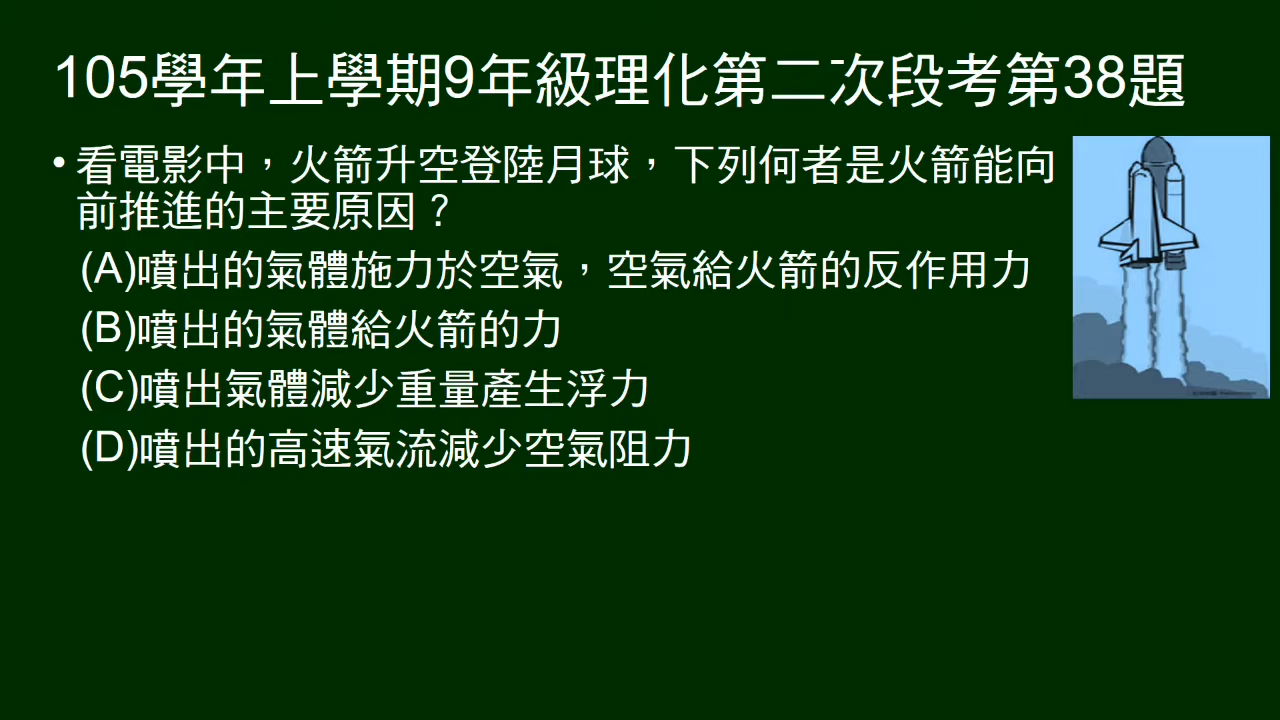 105學年上學期9年級理化第二次段考第38題
•看電影中，火箭升空登陸月球，下列何者是火箭能向
前推進的主要原因？
(A)噴出的氣體施力於空氣，空氣給火箭的反作用力
(B)噴出的氣體給火箭的力
(C)噴出氣體減少重量產生浮力
(D)噴出的高速氣流減少空氣阻力